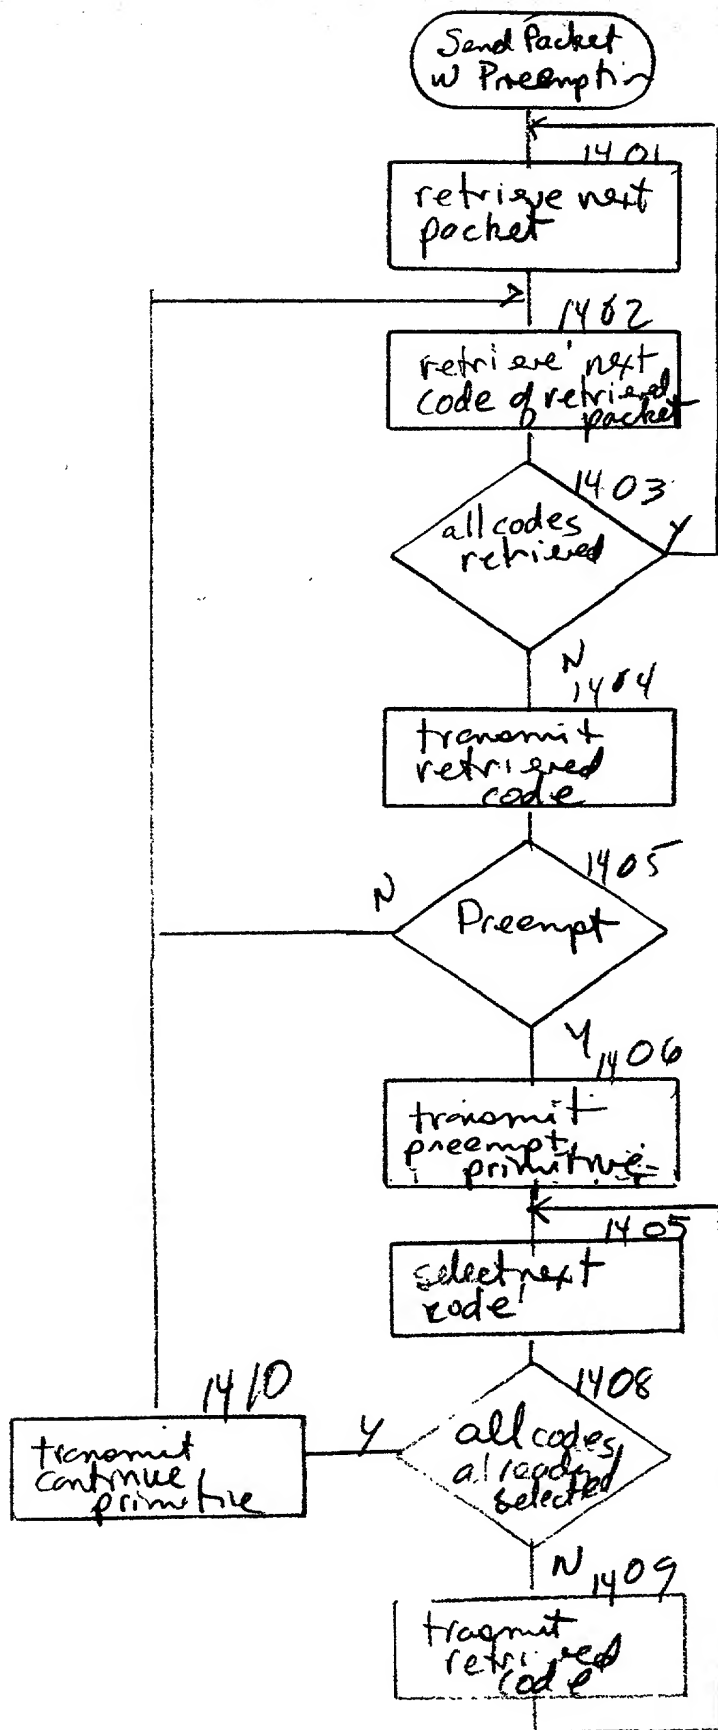 Send Packet
w Preemption
1401
retrieve next
packet
1402
retrieve next
code of retrieved
packet
1403
all codes
retrieved
Y
N
1404
transmit
retrieved
code
1405
Preempt
N
Y
1406
transmit
preempt
primitive
1405
select next
code
1408
all codes
already
selected
Y
1410
transmit
continue
primitive
N
1409
transmit
retrieved
code